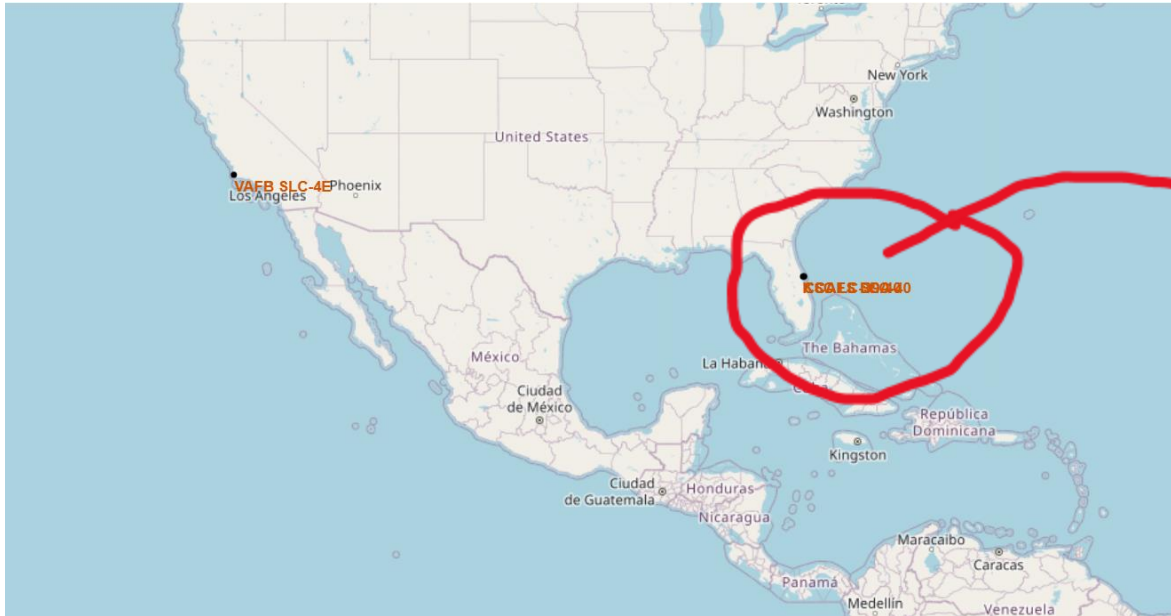 New York
Washington
United States
VAFB SLC-4E
Phoenix
Los Angeles
The Bahamas
La Habana
Cuba
México
Ciudad
de México
República
Dominicana
Kingston
Ciudad
de Guatemala
Honduras
Nicaragua
Maracaibo
Caracas
Panamá
Medellín
Venezuela